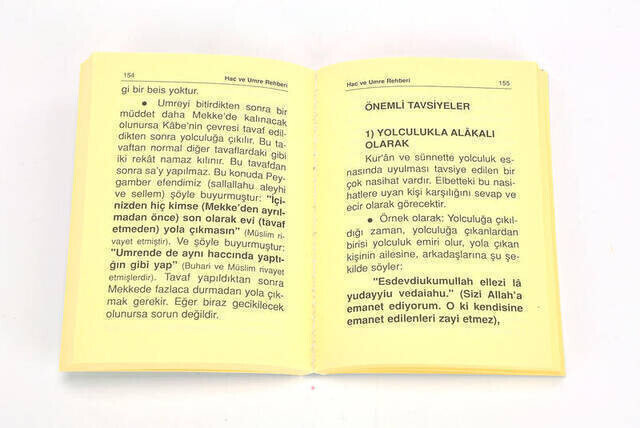 154
Hac ve Umre Rehberi
gi bir beis yoktur.
● Umreyi bitirdikten sonra bir
müddet daha Mekke'de kalınacak
olunursa Kâbe'nin çevresi tavaf edil-
dikten sonra yolculuğa çıkılır. Bu ta-
vaftan normal diğer tavaflardaki gibi
iki rekât namaz kılınır. Bu tavafdan
sonra sa'y yapılmaz. Bu konuda Pey-
gamber efendimiz (sallallahu aleyhi
ve sellem) şöyle buyurmuştur: "İçi-
nizden hiç kimse (Mekke'den ayrıl-
madan önce) son olarak evi (tavaf
etmeden) yola çıkmasın" (Müslim ri-
vayet etmiştir). Ve şöyle buyurmuştur:
"Umrende de aynı haccında yaptı-
ğın gibi yap" (Buhari ve Müslim rivayet
etmişlerdir). Tavaf yapıldıktan sonra
Mekkede fazlaca durmadan yola çık-
mak gerekir. Eğer biraz gecikilecek
olunursa sorun değildir.
Hac ve Umre Rehberi
155
ÖNEMLİ TAVSİYELER
1) YOLCULUKLA ALÂKALI
OLARAK
Kur'ân ve sünnette yolculuk es-
nasında uyulması tavsiye edilen bir
çok nasihat vardır. Elbetteki bu nasi-
hatlere uyan kişi karşılığını sevap ve
ecir olarak görecektir.
● Örnek olarak: Yolculuğa çıkıl-
dığı zaman, yolculuğa çıkanlardan
birisi yolculuk emiri olur, yola çıkan
kişinin ailesine, arkadaşlarına şu şe-
kilde söyler:
"Esdevdiukumullah ellezi lâ
yudayyiu vedaiahu." (Sizi Allah'a
emanet ediyorum. O ki kendisine
emanet edilenleri zayi etmez),